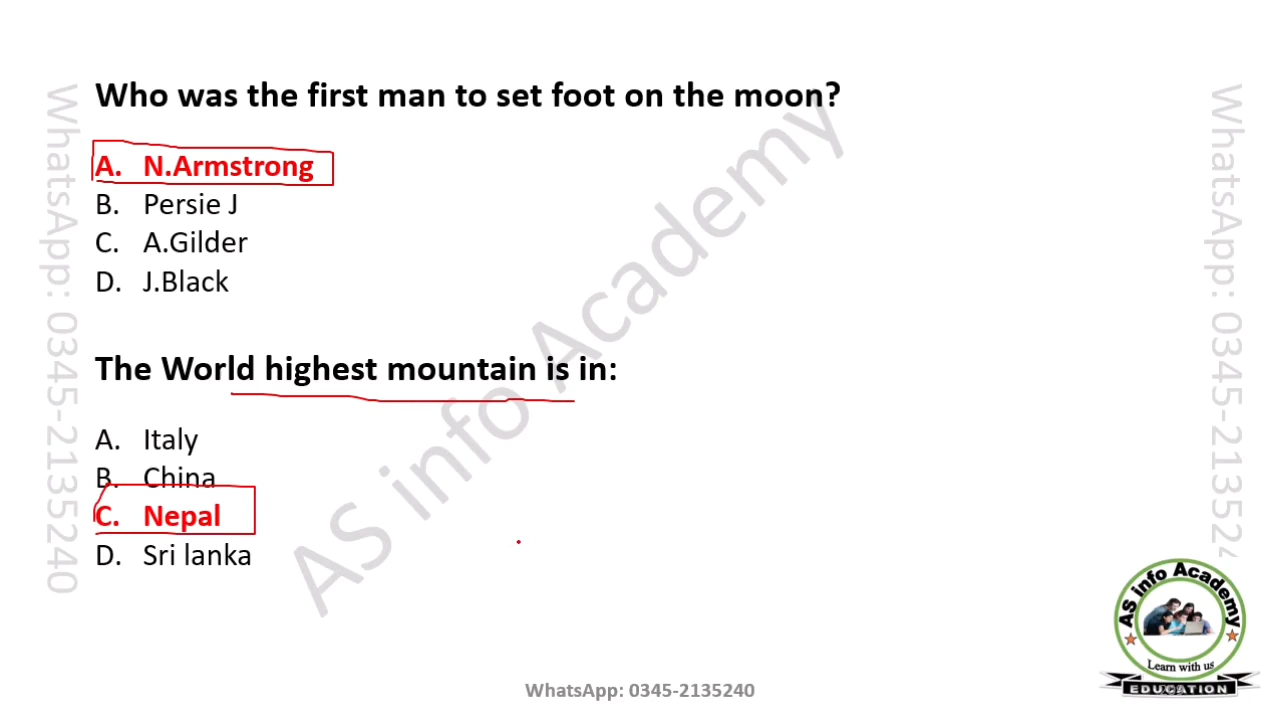 Who was the first man to set foot on the moon?
A. N.Armstrong
B. Persie J
C. A.Gilder
D. J.Black
The World highest mountain is in:
A. Italy
B. China
C. Nepal
D. Sri lanka
AS info Academy
WhatsApp: 0345-2135240
WhatsApp: 0345-213524
AS info Academy
Learn with us
EDUCATION
WhatsApp: 0345-2135240